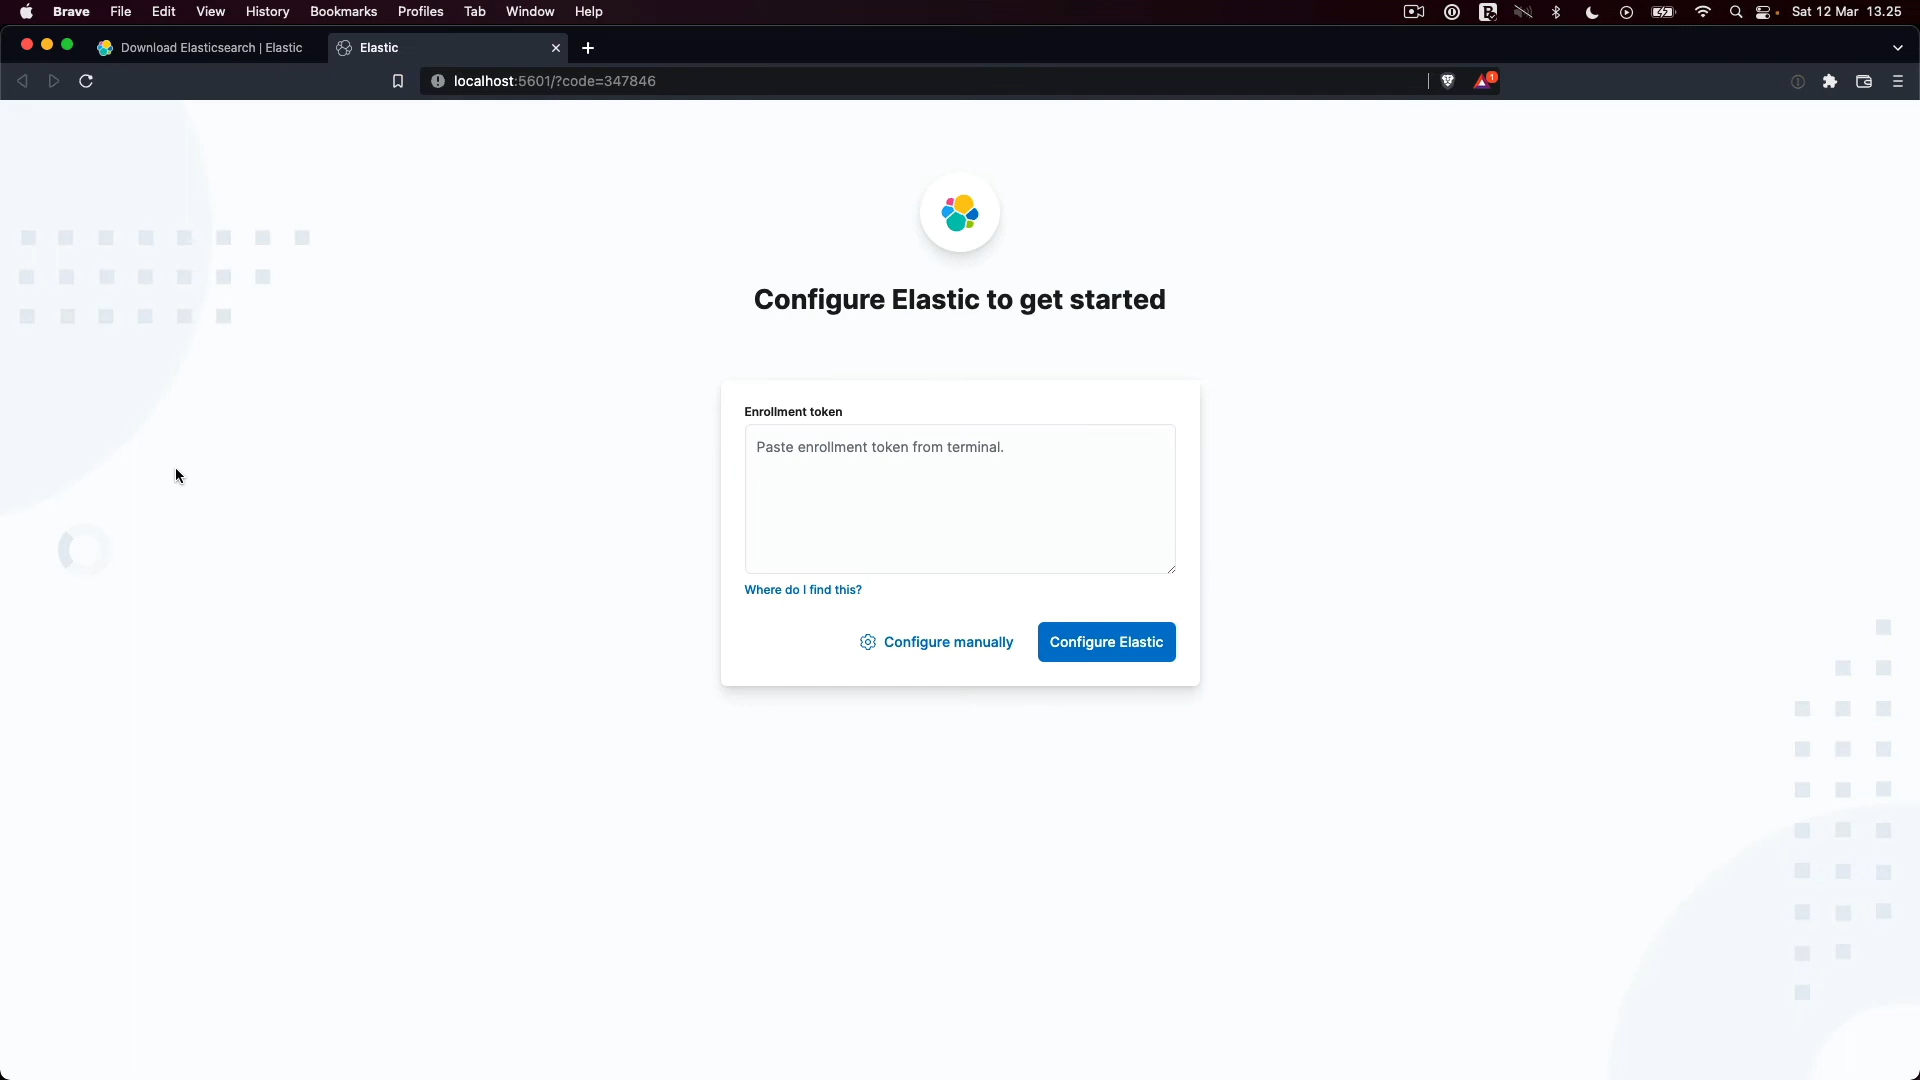 Brave File Edit View History Bookmarks Profiles Tab Window Help Sat 12 Mar 13.25
Download Elasticsearch | Elastic Elastic
localhost:5601/?code=347846 1
Configure Elastic to get started
Enrollment token
Paste enrollment token from terminal.
Where do I find this?
Configure manually Configure Elastic